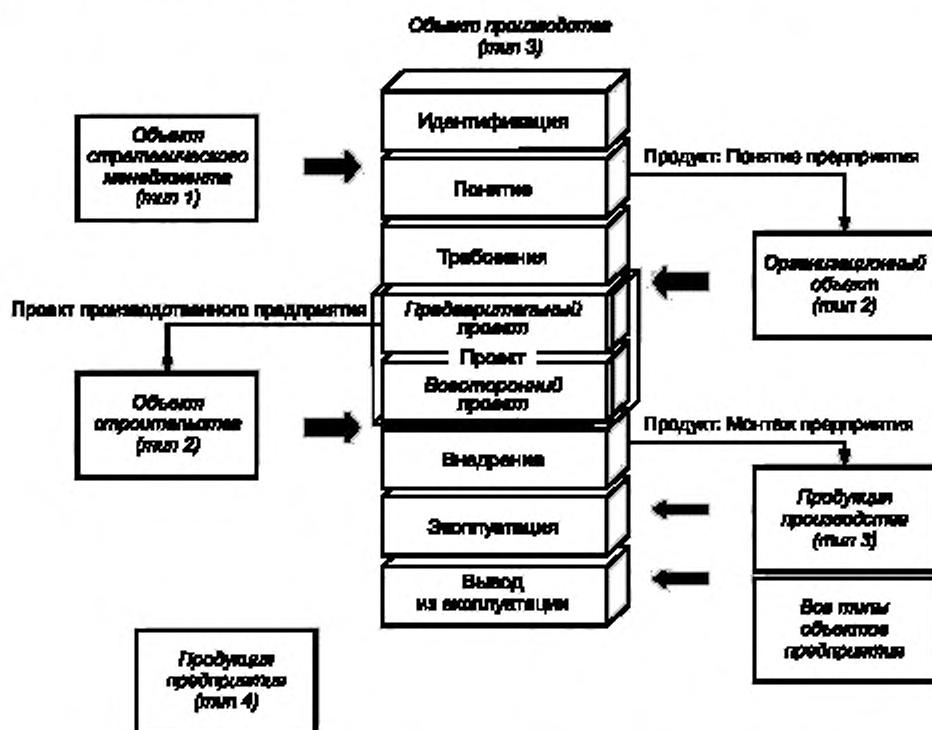 Объект производства
(тип 3)
Идентификация
Объект
стратегического
менеджмента
(тип 1)
Понятие
Продукт: Понятие предприятия
Требования
Организационный
объект
(тип 2)
Проект производственного предприятия
Предварительный
проект
Проект
Всесторонний
проект
Объект
строительства
(тип 2)
Продукт: Монтаж предприятия
Внедрение
Продукция
производства
(тип 3)
Эксплуатация
Вывод
из эксплуатации
Все типы
объектов
предприятия
Продукция
предприятия
(тип 4)